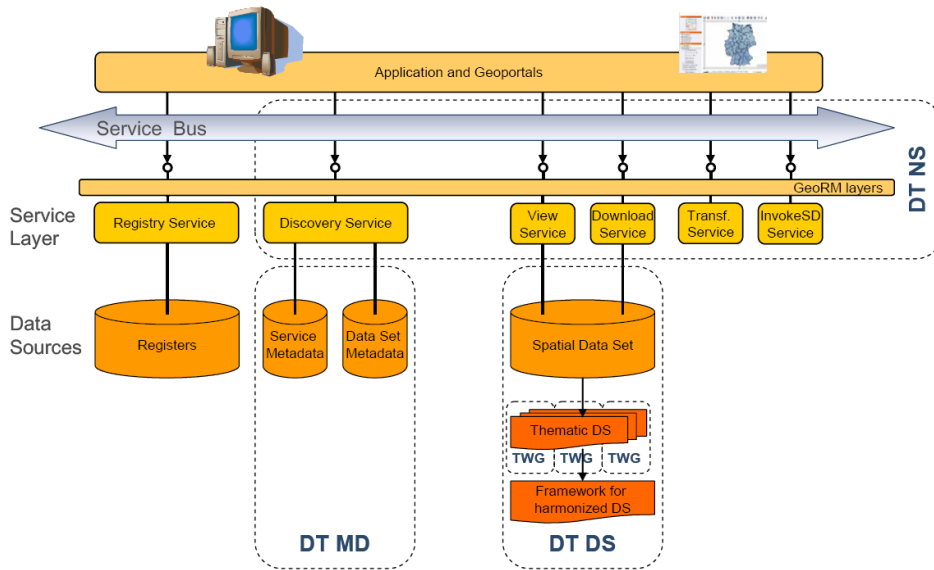 Application and Geoportals
Service Bus
DT NS
GeoRM layers
Service
Layer
Registry Service
Discovery Service
View
Service
Download
Service
Transf.
Service
InvokeSD
Service
Data
Sources
Registers
Service
Metadata
Data Set
Metadata
Spatial Data Set
Thematic DS
TWG TWG TWG
Framework for
harmonized DS
DT MD
DT DS